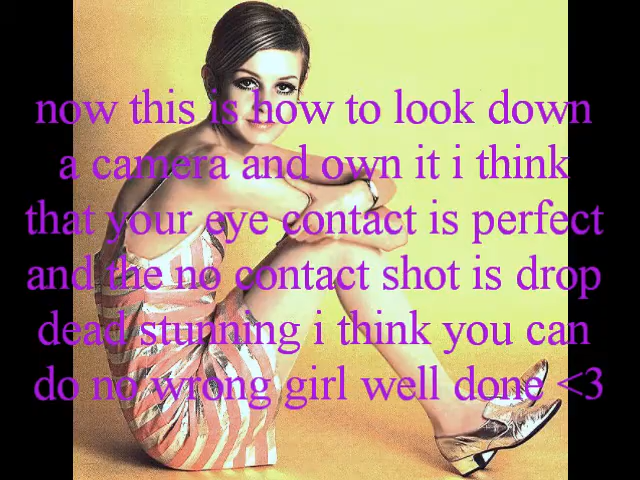 now this is how to look down
a camera and own it i think
that your eye contact is perfect
and the no contact shot is drop
dead stunning i think you can
do no wrong girl well done <3